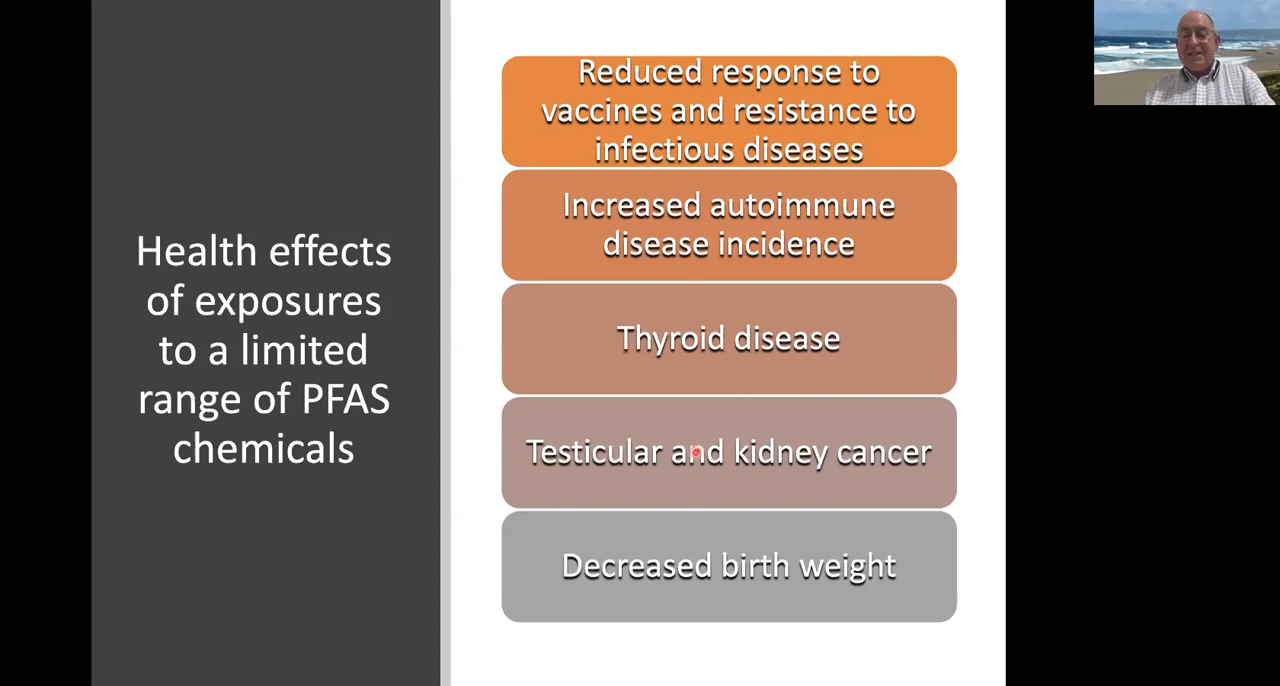 Health effects
of exposures
to a limited
range of PFAS
chemicals
Reduced response to
vaccines and resistance to
infectious diseases
Increased autoimmune
disease incidence
Thyroid disease
Testicular and kidney cancer
Decreased birth weight